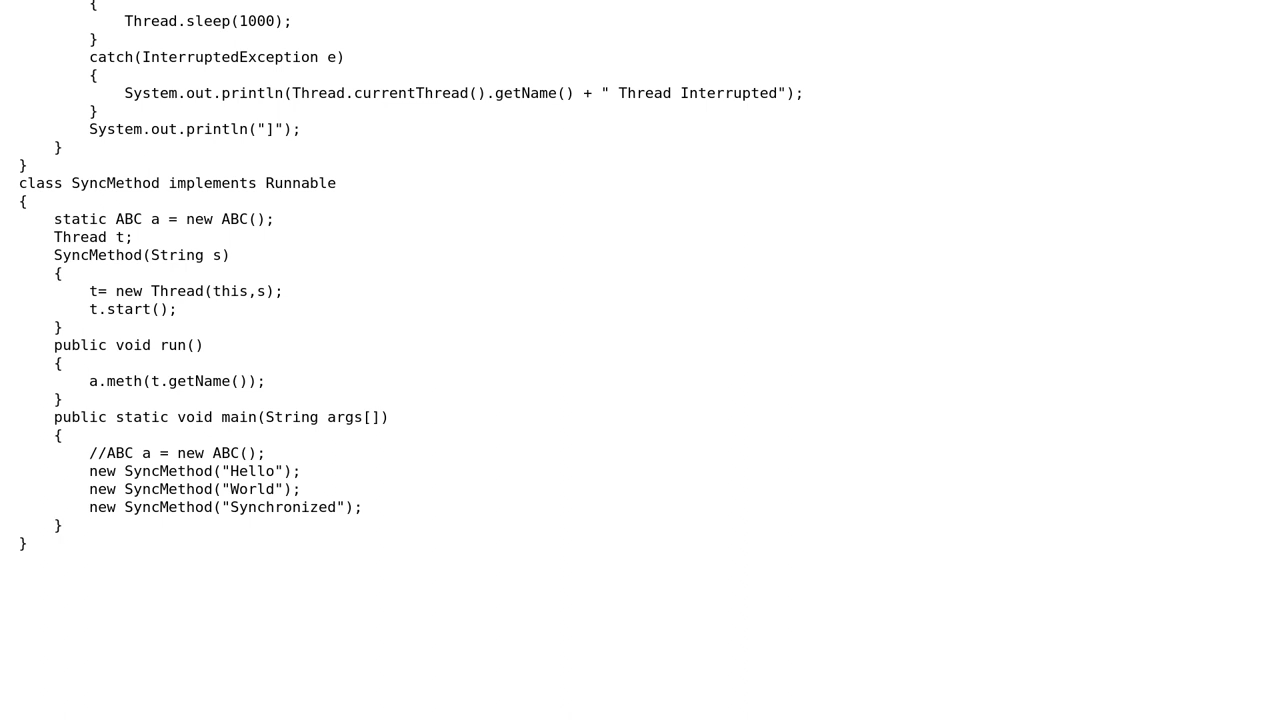 {
Thread.sleep(1000);
}
catch(InterruptedException e)
{
System.out.println(Thread.currentThread().getName() + " Thread Interrupted");
}
System.out.println("]");
}
}
class SyncMethod implements Runnable
{
static ABC a = new ABC();
Thread t;
SyncMethod(String s)
{
t= new Thread(this,s);
t.start();
}
public void run()
{
a.meth(t.getName());
}
public static void main(String args[])
{
//ABC a = new ABC();
new SyncMethod("Hello");
new SyncMethod("World");
new SyncMethod("Synchronized");
}
}